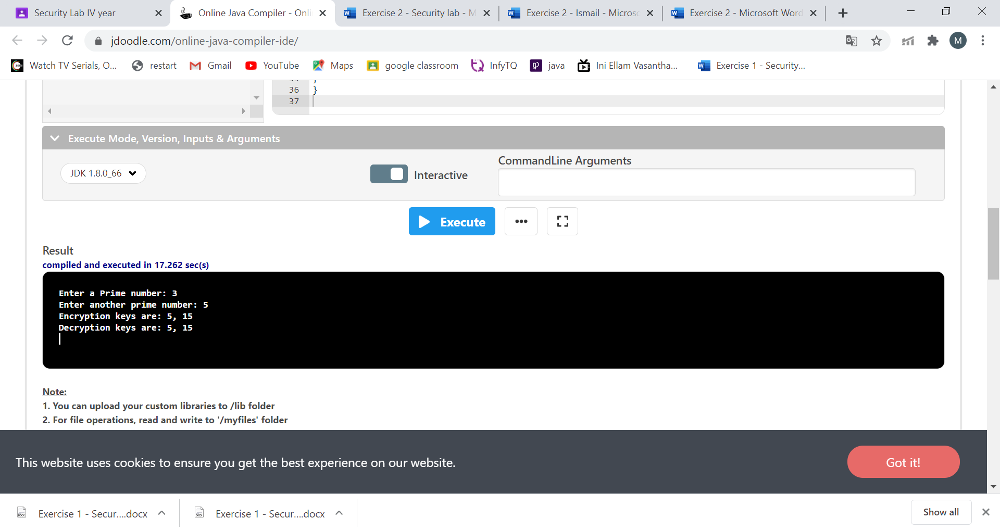 Security Lab IV year
Online Java Compiler - Onli
Exercise 2 - Security lab - M
Exercise 2 - Ismail - Microsc
Exercise 2 - Microsoft Word
jdoodle.com/online-java-compiler-ide/
M
Watch TV Serials, O...
restart
Gmail
YouTube
Maps
google classroom
InfyTQ
java
Ini Ellam Vasantha...
Exercise 1 - Security...
35 }
36 }
37
Execute Mode, Version, Inputs & Arguments
JDK 1.8.0_66
Interactive
CommandLine Arguments
Execute
Result
compiled and executed in 17.262 sec(s)
Enter a Prime number: 3
Enter another prime number: 5
Encryption keys are: 5, 15
Decryption keys are: 5, 15
Note:
1. You can upload your custom libraries to /lib folder
2. For file operations, read and write to '/myfiles' folder
This website uses cookies to ensure you get the best experience on our website.
Got it!
Exercise 1 - Secur....docx
Exercise 1 - Secur....docx
Show all